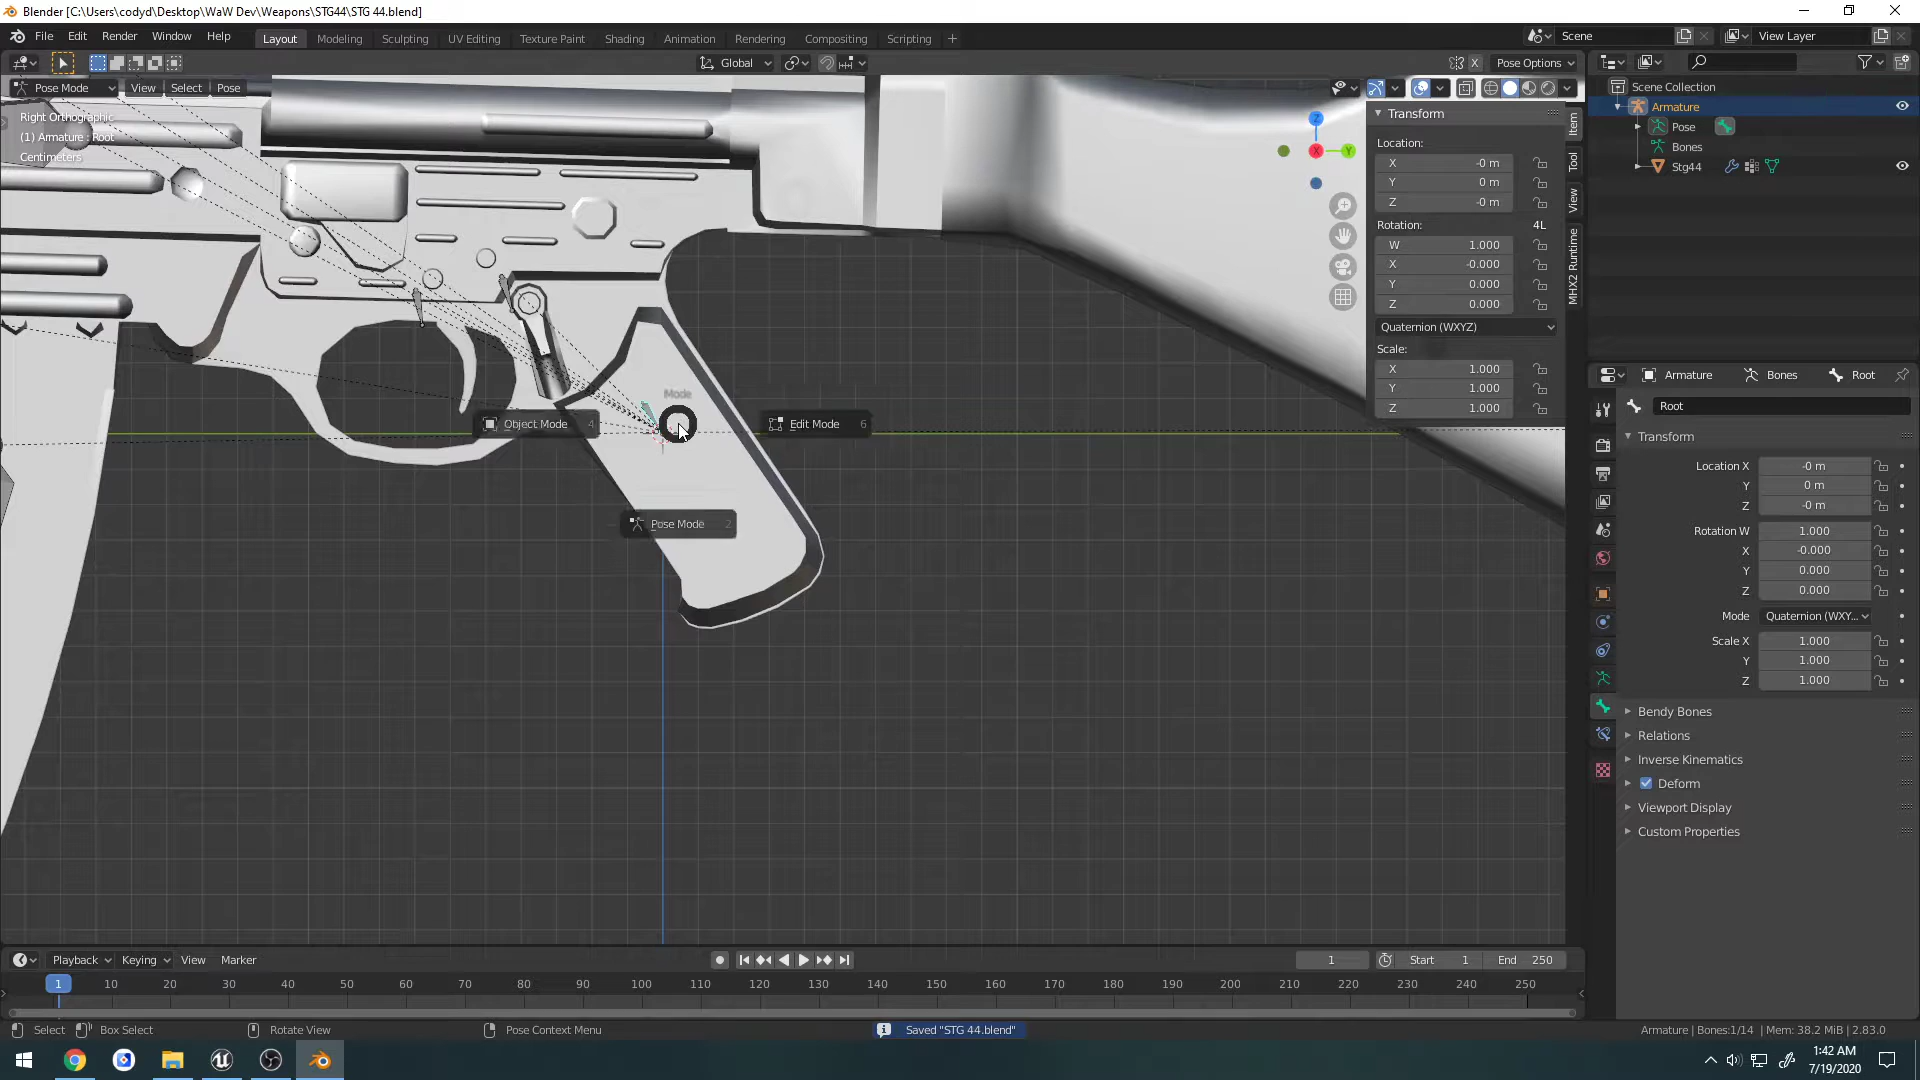 Blender [C:\Users\codyd\Desktop\WaW Dev\Weapons\STG44\STG 44.blend]
File Edit Render Window Help
Layout Modeling Sculpting UV Editing Texture Paint Shading Animation Rendering Compositing Scripting
Scene
View Layer
Global
X
Pose Options
Pose Mode View Select Pose
Right Orthographic
(1) Armature : Root
Centimeters
Z
X
Y
Transform
Location:
X -0 m
Y 0 m
Z -0 m
Rotation: 4L
W 1.000
X -0.000
Y 0.000
Z 0.000
Quaternion (WXYZ)
Scale:
X 1.000
Y 1.000
Z 1.000
Item
Tool
View
MHX2 Runtime
Mode
Object Mode 4
Edit Mode 6
Pose Mode 2
Scene Collection
Armature
Pose
Bones
Stg44
Armature Bones Root
Root
Transform
Location X -0 m
Y 0 m
Z -0 m
Rotation W 1.000
X -0.000
Y 0.000
Z 0.000
Mode Quaternion (WXY...
Scale X 1.000
Y 1.000
Z 1.000
Bendy Bones
Relations
Inverse Kinematics
Deform
Viewport Display
Custom Properties
Playback Keying View Marker
1 Start 1 End 250
1 10 20 30 40 50 60 70 80 90 100 110 120 130 140 150 160 170 180 190 200 210 220 230 240 250
Select Box Select Rotate View Pose Context Menu
Saved "STG 44.blend"
Armature | Bones:1/14 | Mem: 38.2 MiB | 2.83.0
1:42 AM
7/19/2020